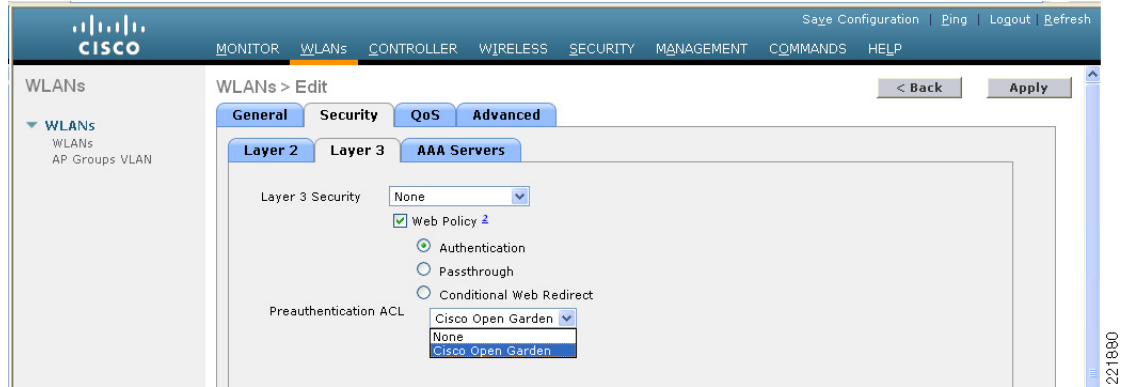 Save Configuration | Ping | Logout | Refresh
CISCO
MONITOR WLANs CONTROLLER WIRELESS SECURITY MANAGEMENT COMMANDS HELP
WLANs
WLANs > Edit
< Back Apply
General Security QoS Advanced
WLANs
WLANs
AP Groups VLAN
Layer 2 Layer 3 AAA Servers
Layer 3 Security None
Web Policy 2
Authentication
Passthrough
Conditional Web Redirect
Preauthentication ACL Cisco Open Garden
None
Cisco Open Garden
221880